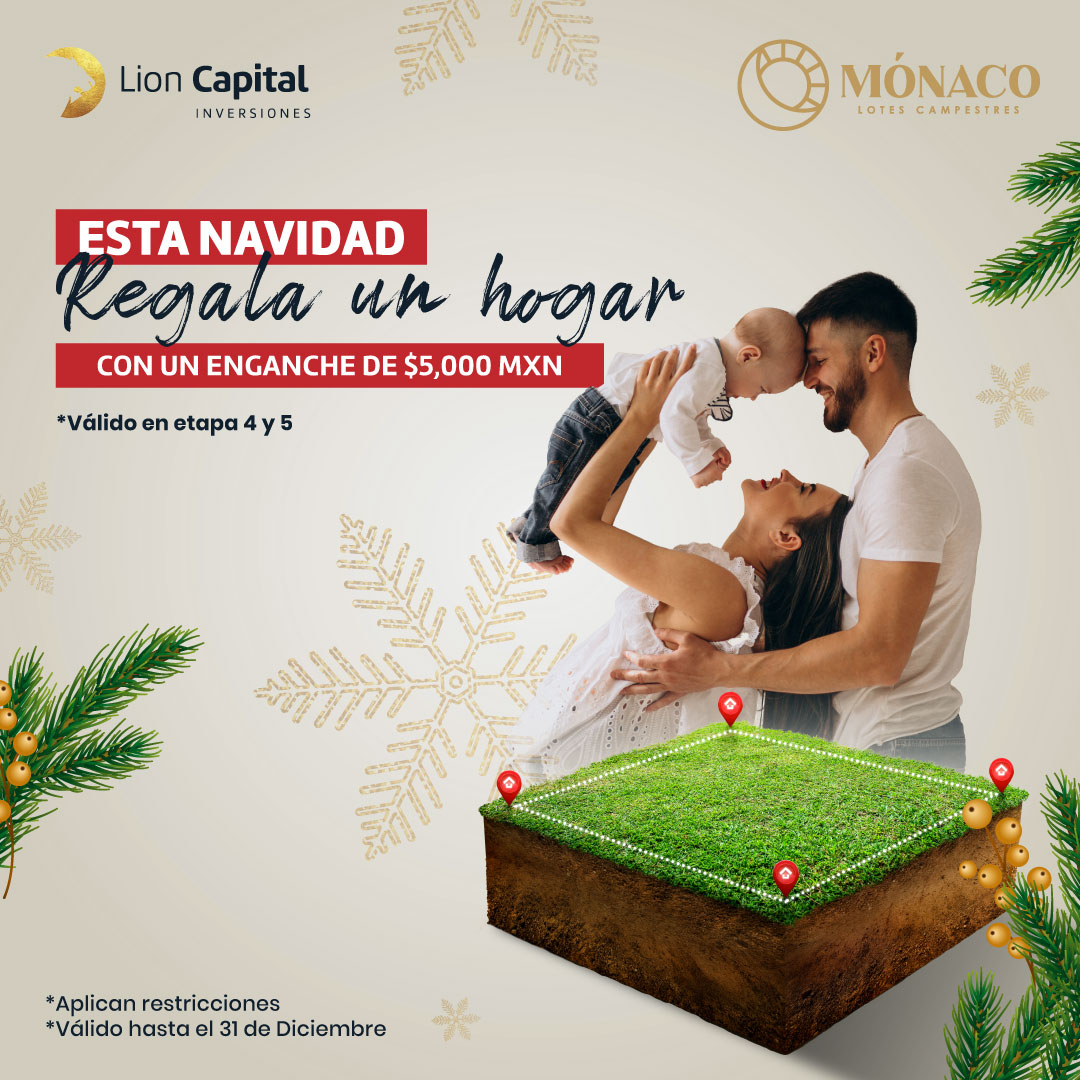 Lion Capital
INVERSIONES
MÓNACO
LOTES CAMPESTRES
ESTA NAVIDAD
Regala un hogar
CON UN ENGANCHE DE $5,000 MXN
*Válido en etapa 4 y 5
*Aplican restricciones
*Válido hasta el 31 de Diciembre